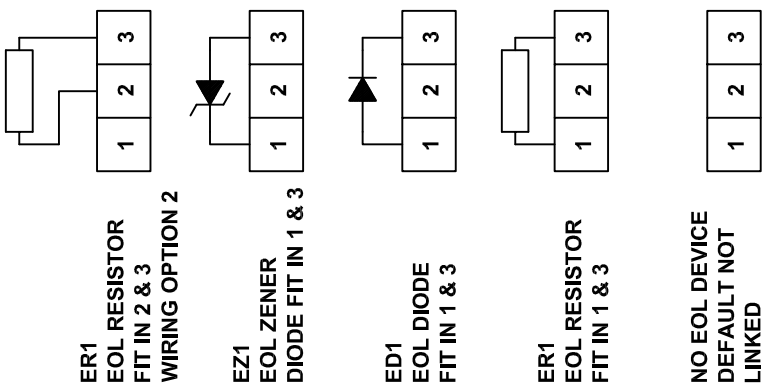 3
2
1
ER1
EOL RESISTOR
FIT IN 2 & 3
WIRING OPTION 2
3
2
1
EZ1
EOL ZENER
DIODE FIT IN 1 & 3
3
2
1
ED1
EOL DIODE
FIT IN 1 & 3
3
2
1
ER1
EOL RESISTOR
FIT IN 1 & 3
3
2
1
NO EOL DEVICE
DEFAULT NOT
LINKED